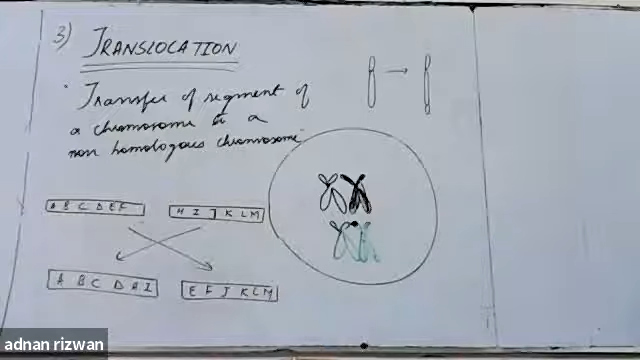 3) TRANSLOCATION
Transfer of segment of
a chromosome to a
non homologous chromosome
A B C D E F
H I J K L M
A B C D A I
E F J K L M
adnan rizwan